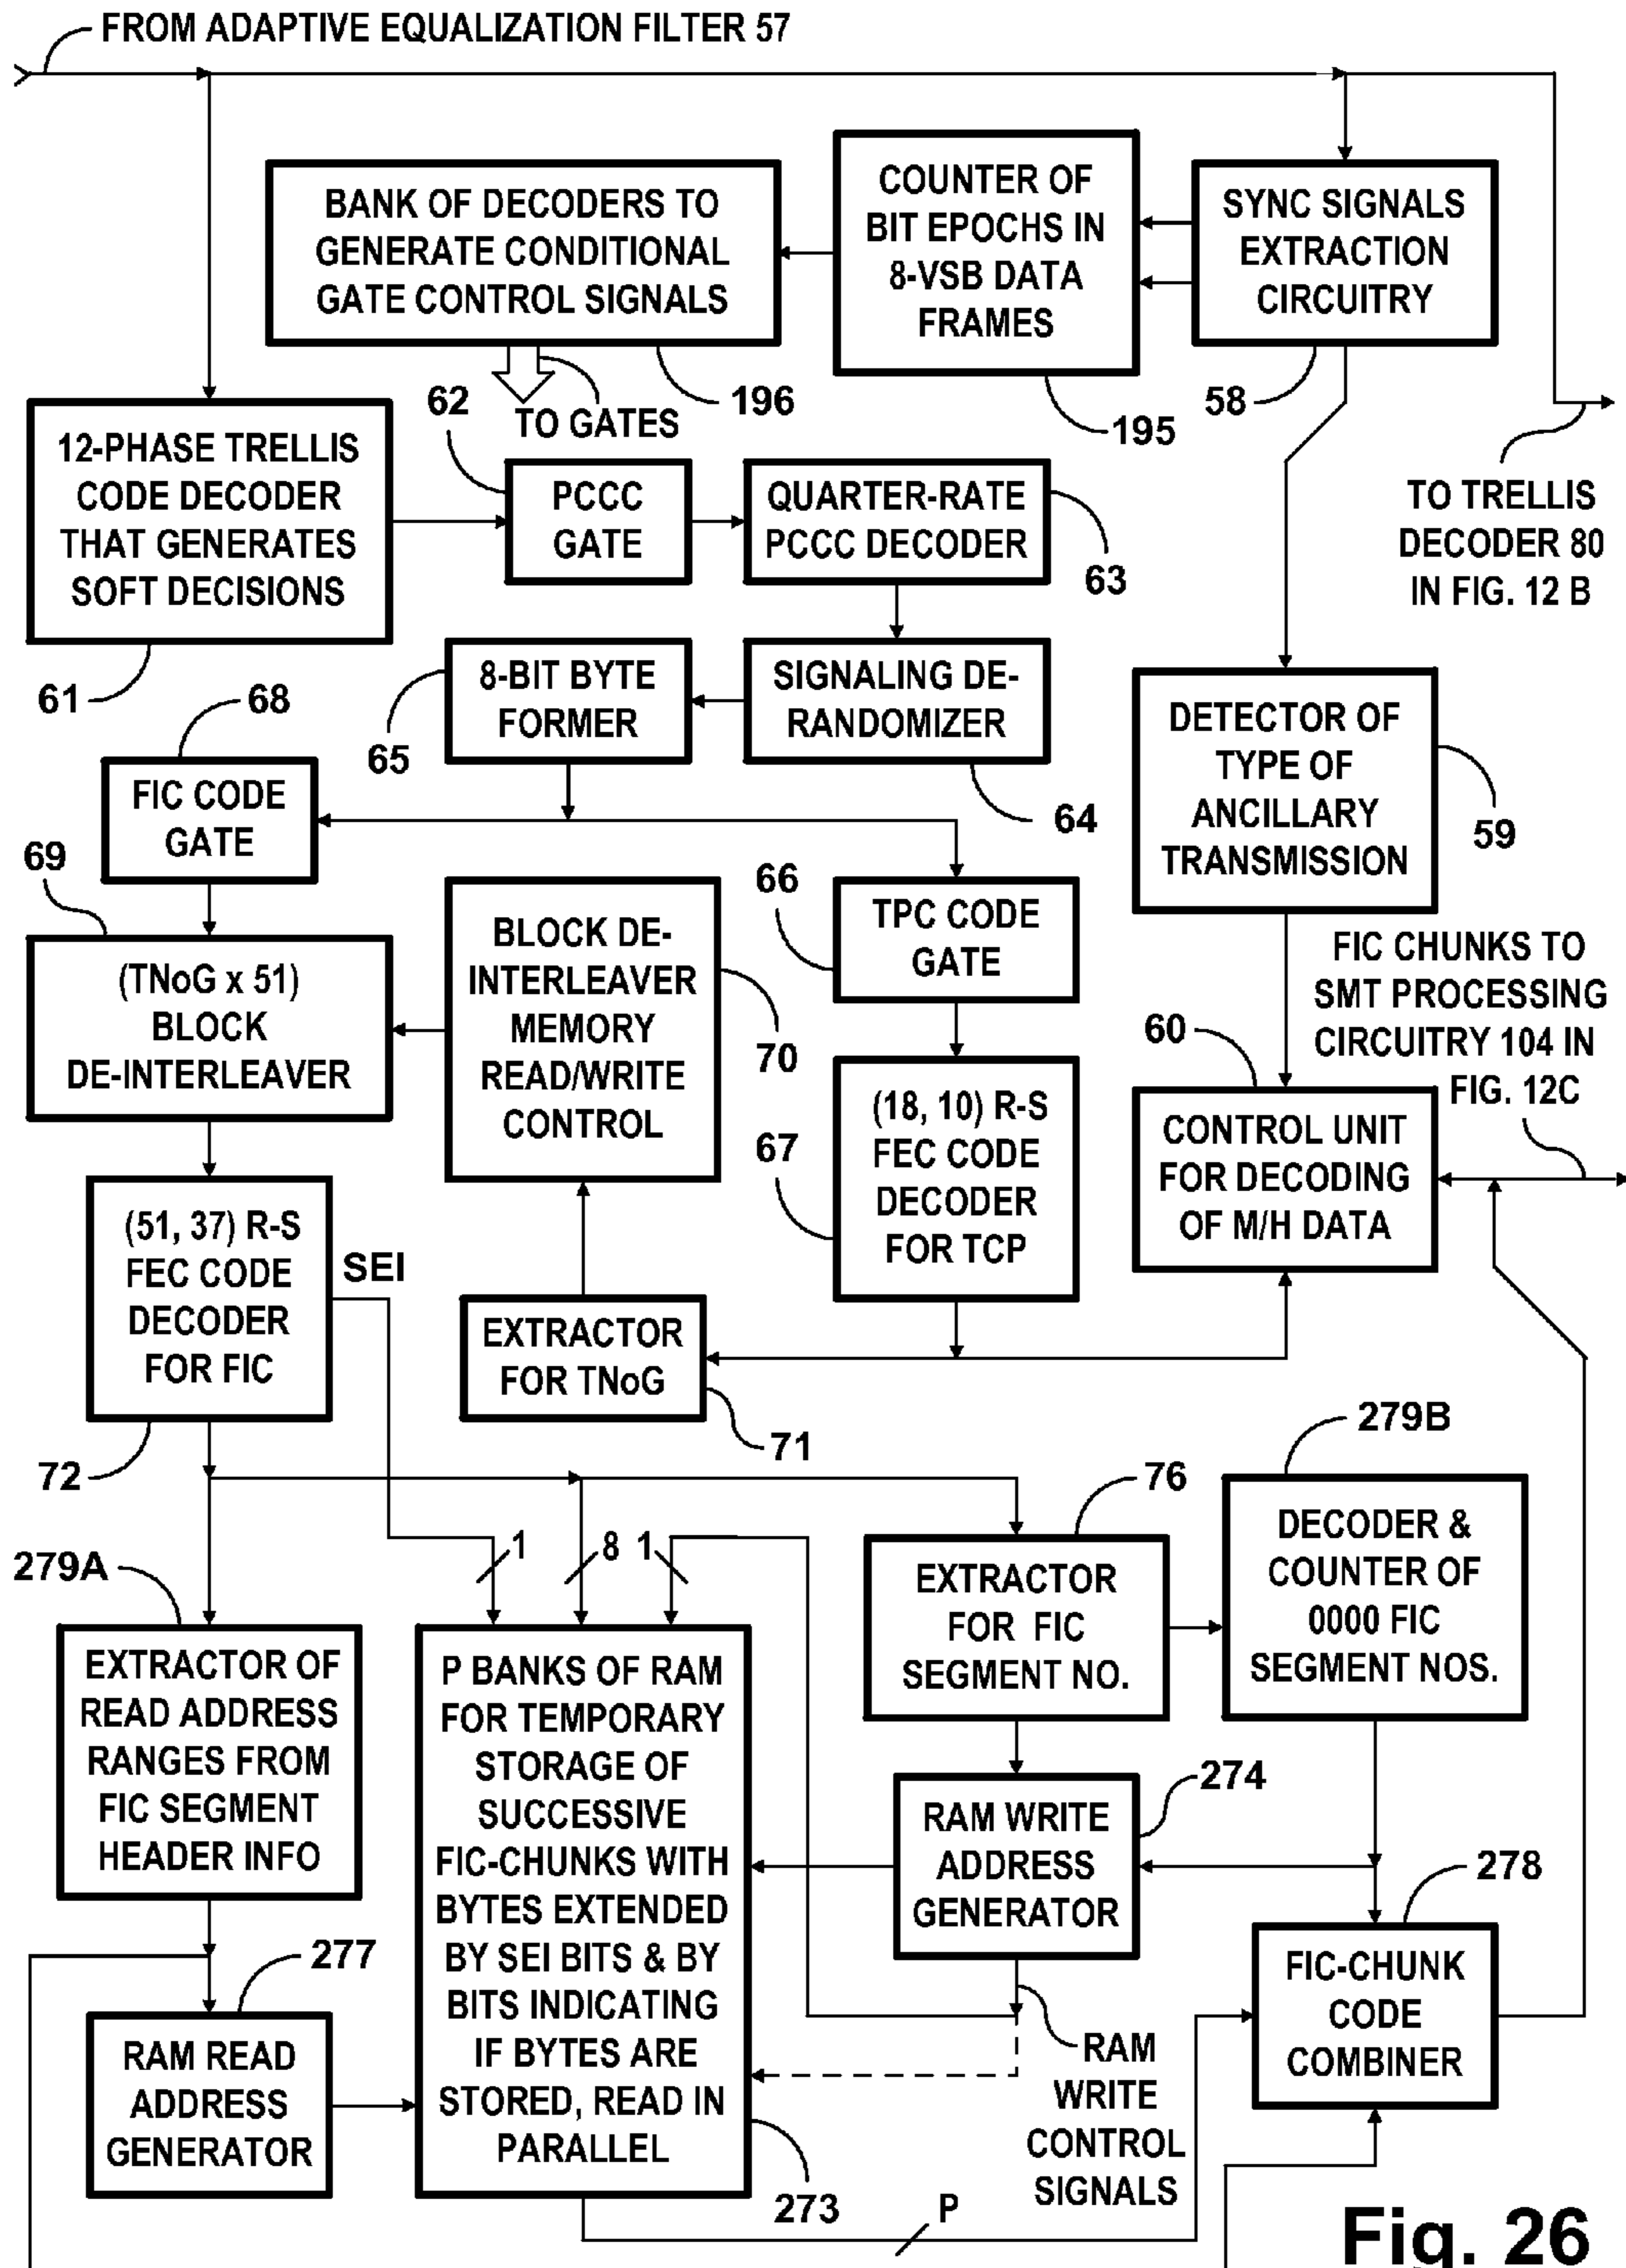 FROM ADAPTIVE EQUALIZATION FILTER 57
BANK OF DECODERS TO
GENERATE CONDITIONAL
GATE CONTROL SIGNALS
196
TO GATES
COUNTER OF
BIT EPOCHS IN
8-VSB DATA
FRAMES
195
SYNC SIGNALS
EXTRACTION
CIRCUITRY
58
TO TRELLIS
DECODER 80
IN FIG. 12 B
12-PHASE TRELLIS
CODE DECODER
THAT GENERATES
SOFT DECISIONS
61
62
PCCC
GATE
QUARTER-RATE
PCCC DECODER
63
8-BIT BYTE
FORMER
65
SIGNALING DE-
RANDOMIZER
64
DETECTOR OF
TYPE OF
ANCILLARY
TRANSMISSION
59
68
FIC CODE
GATE
69
(TNoG x 51)
BLOCK
DE-INTERLEAVER
BLOCK DE-
INTERLEAVER
MEMORY
READ/WRITE
CONTROL
70
66
TPC CODE
GATE
67
(18, 10) R-S
FEC CODE
DECODER
FOR TCP
FIC CHUNKS TO
SMT PROCESSING
CIRCUITRY 104 IN
FIG. 12C
60
CONTROL UNIT
FOR DECODING
OF M/H DATA
(51, 37) R-S
FEC CODE
DECODER
FOR FIC
SEI
72
EXTRACTOR
FOR TNoG
71
279B
76
DECODER &
COUNTER OF
0000 FIC
SEGMENT NOS.
1
8
1
EXTRACTOR
FOR FIC
SEGMENT NO.
279A
EXTRACTOR OF
READ ADDRESS
RANGES FROM
FIC SEGMENT
HEADER INFO
P BANKS OF RAM
FOR TEMPORARY
STORAGE OF
SUCCESSIVE
FIC-CHUNKS WITH
BYTES EXTENDED
BY SEI BITS & BY
BITS INDICATING
IF BYTES ARE
STORED, READ IN
PARALLEL
273
274
RAM WRITE
ADDRESS
GENERATOR
278
FIC-CHUNK
CODE
COMBINER
277
RAM READ
ADDRESS
GENERATOR
RAM
WRITE
CONTROL
SIGNALS
P
Fig. 26